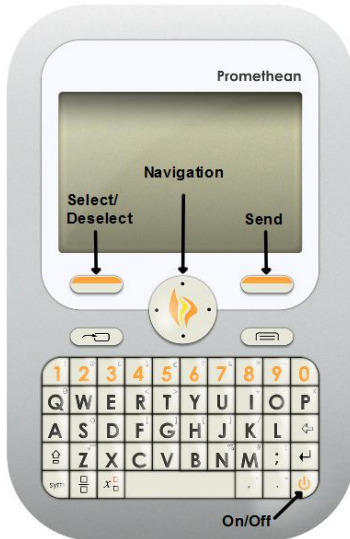 Promethean
Navigation
Select/
Deselect
Send
1 2 3 4 5 6 7 8 9 0
Q W E R T Y U I O P
A S D F G H J K L
Z X C V B N M ;
sym x
On/Off